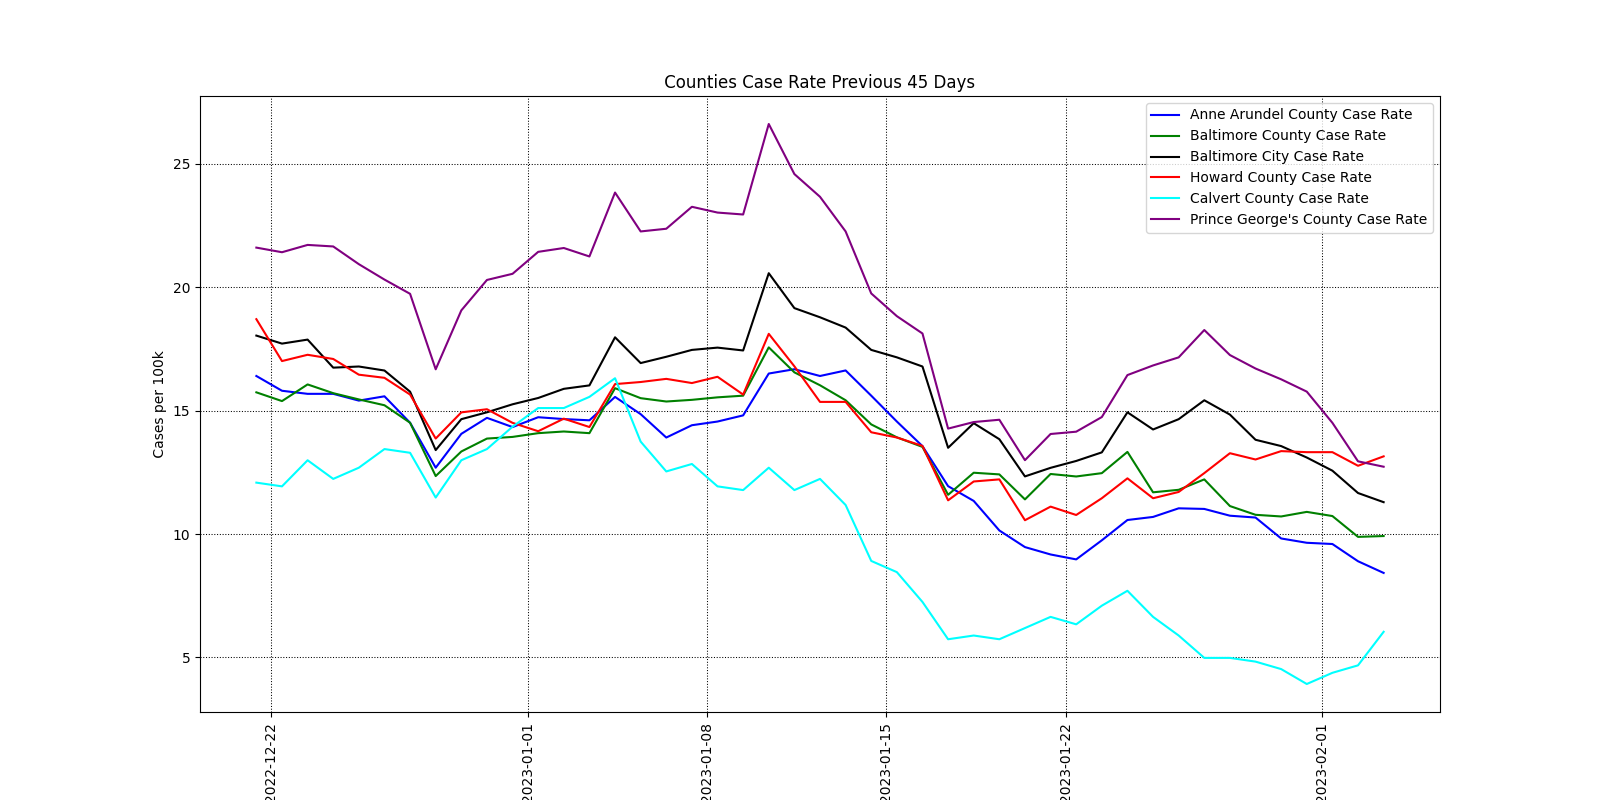 Counties Case Rate Previous 45 Days
Anne Arundel County Case Rate
Baltimore County Case Rate
Baltimore City Case Rate
Howard County Case Rate
Calvert County Case Rate
Prince George's County Case Rate
Cases per 100k
25
20
15
10
5
2022-12-22
2023-01-01
2023-01-08
2023-01-15
2023-01-22
2023-02-01